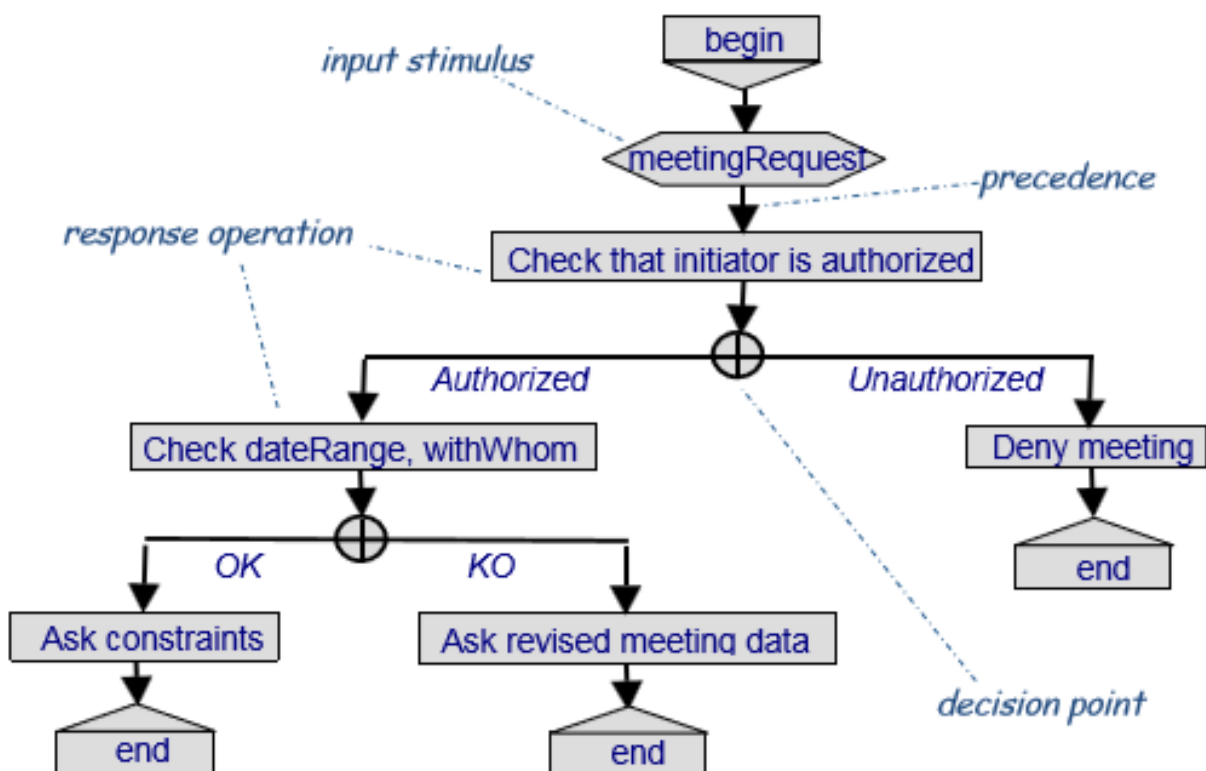 begin
input stimulus
meetingRequest
precedence
response operation
Check that initiator is authorized
Authorized
Unauthorized
Check dateRange, withWhom
Deny meeting
OK
KO
end
Ask constraints
Ask revised meeting data
decision point
end
end